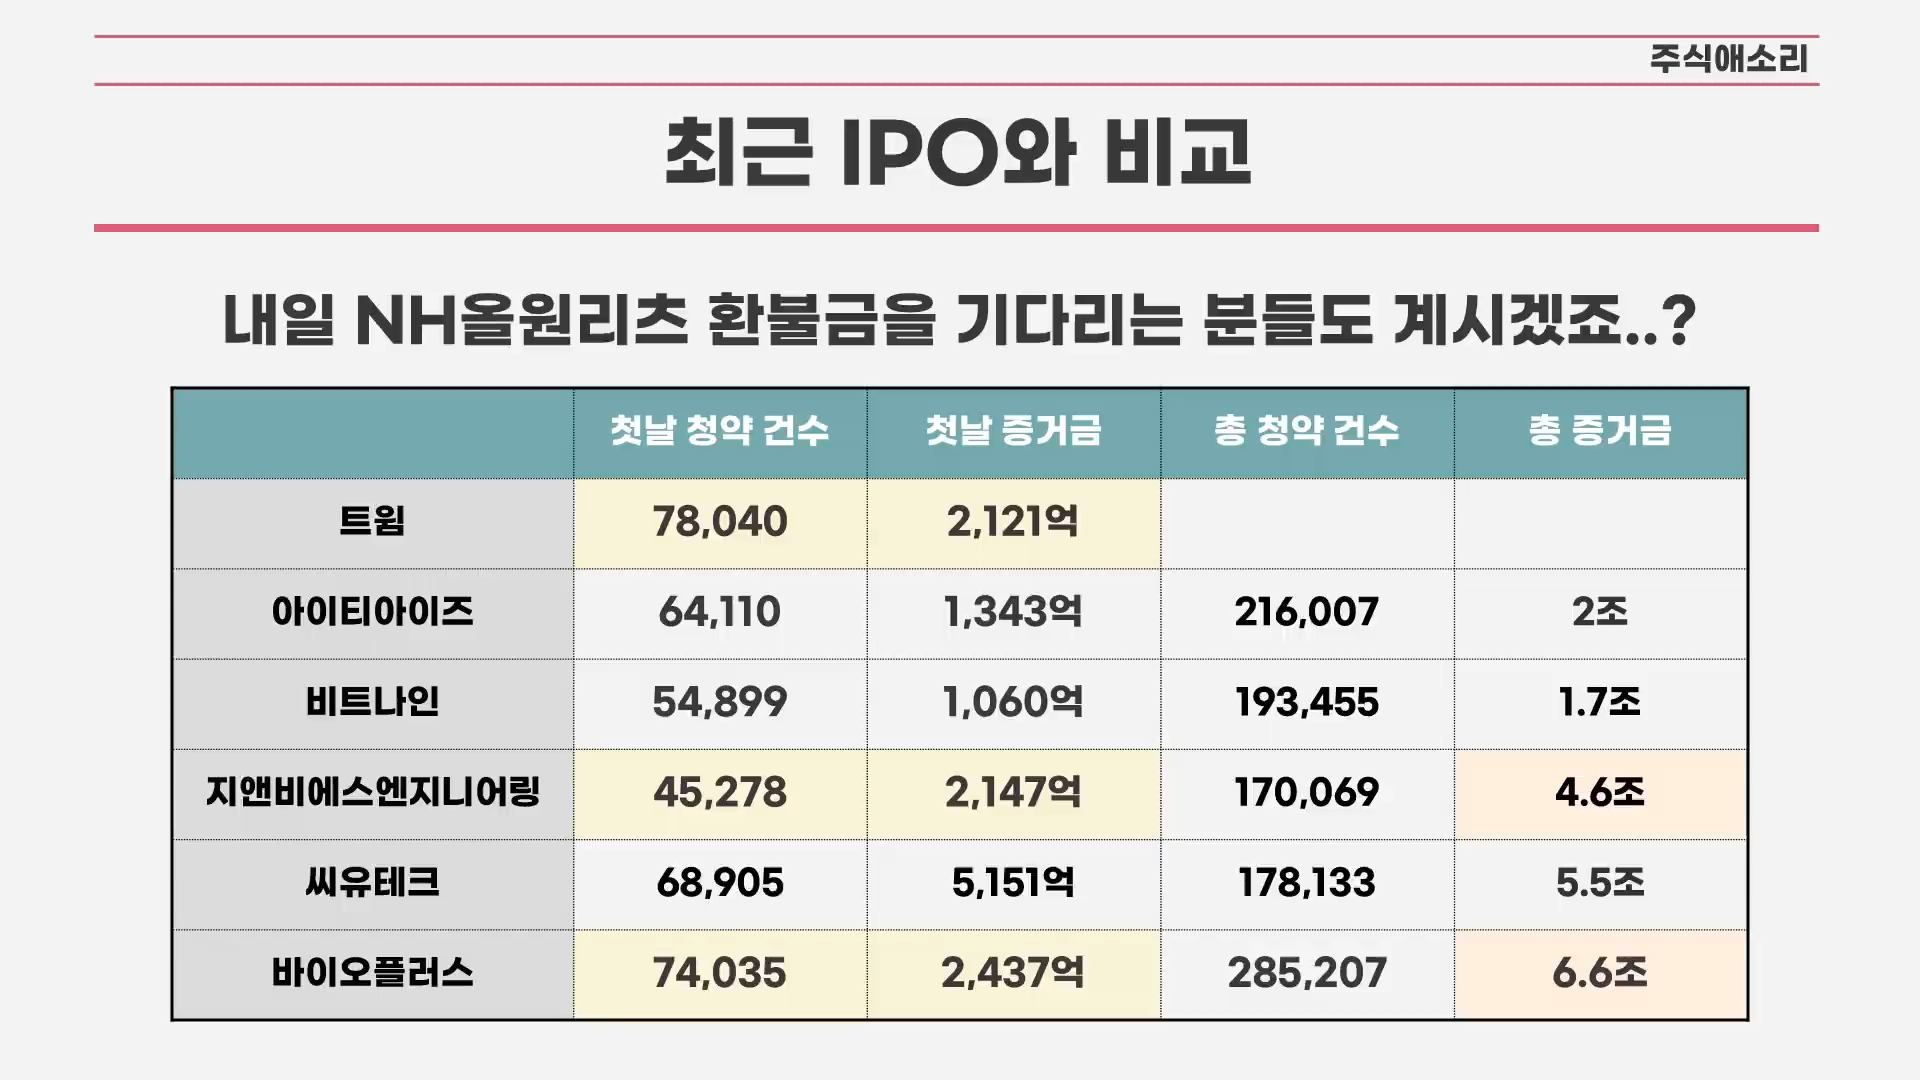 주식애소리
최근 IPO와 비교
내일 NH올원리츠 환불금을 기다리는 분들도 계시겠죠..?
첫날 청약 건수 첫날 증거금 총 청약 건수 총 증거금
트윔 78,040 2,121억
아이티아이즈 64,110 1,343억 216,007 2조
비트나인 54,899 1,060억 193,455 1.7조
지앤비에스엔지니어링 45,278 2,147억 170,069 4.6조
씨유테크 68,905 5,151억 178,133 5.5조
바이오플러스 74,035 2,437억 285,207 6.6조